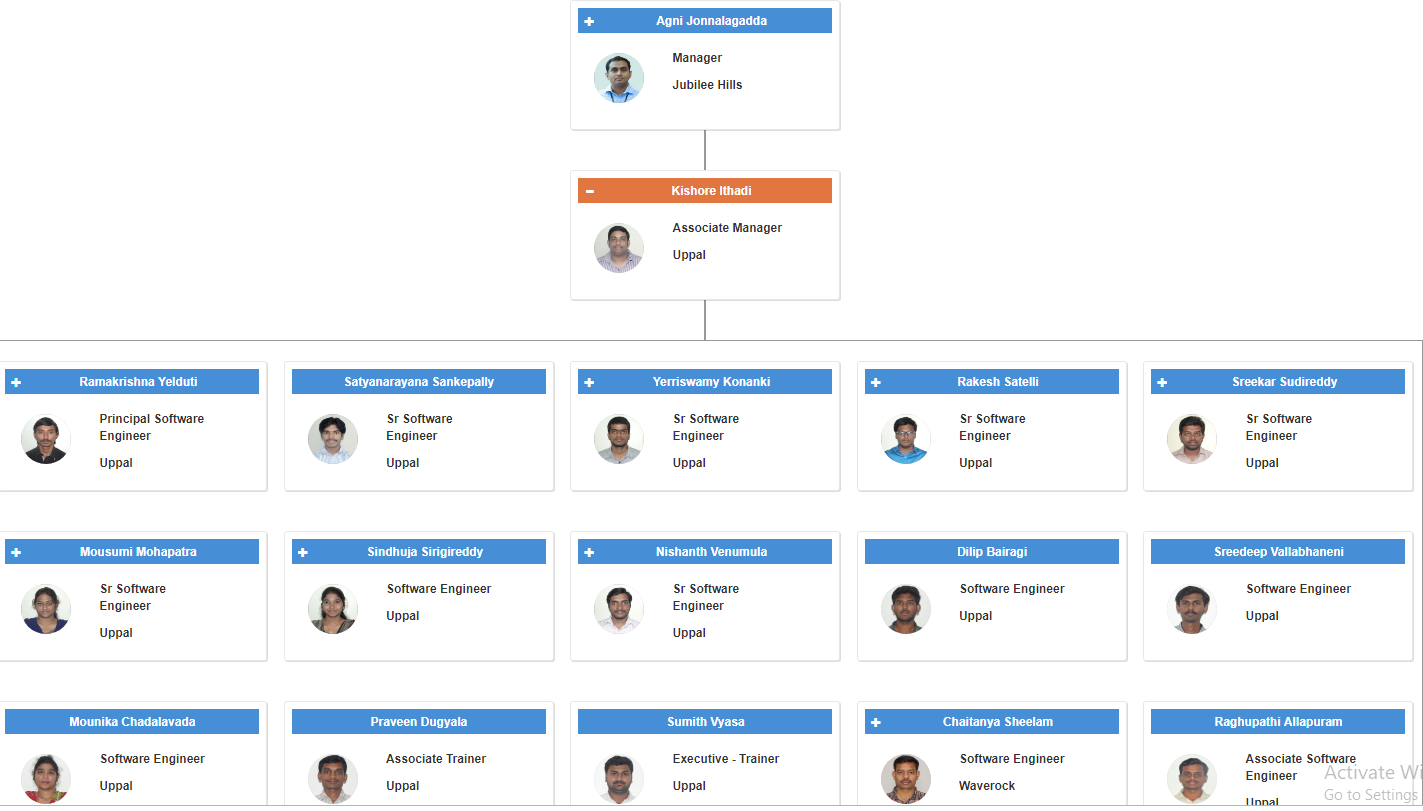 Agni Jonnalagadda
Manager
Jubilee Hills
Kishore Ithadi
Associate Manager
Uppal
Ramakrishna Yelduti
Principal Software
Engineer
Uppal
Satyanarayana Sankepally
Sr Software
Engineer
Uppal
Yerriswamy Konanki
Sr Software
Engineer
Uppal
Rakesh Satelli
Sr Software
Engineer
Uppal
Sreekar Sudireddy
Sr Software
Engineer
Uppal
Mousumi Mohapatra
Sr Software
Engineer
Uppal
Sindhuja Sirigireddy
Software Engineer
Uppal
Nishanth Venumula
Sr Software
Engineer
Uppal
Dilip Bairagi
Software Engineer
Uppal
Sreedeep Vallabhaneni
Software Engineer
Uppal
Mounika Chadalavada
Software Engineer
Uppal
Praveen Dugyala
Associate Trainer
Uppal
Sumith Vyasa
Executive - Trainer
Uppal
Chaitanya Sheelam
Software Engineer
Waverock
Raghupathi Allapuram
Associate Software
Engineer
Uppal
Activate Wi
Go to Settings